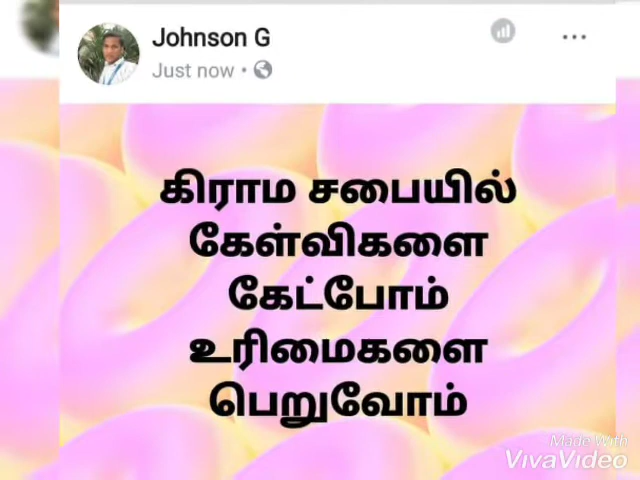 Johnson G
Just now
கிராம சபையில்
கேள்விகளை
கேட்போம்
உரிமைகளை
பெறுவோம்
Made With
VivaVideo